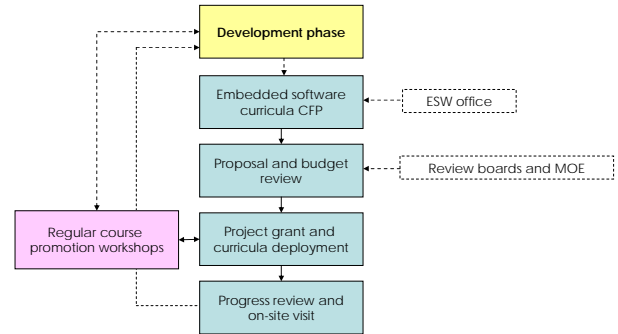 Development phase
Embedded software
curricula CFP
ESW office
Proposal and budget
review
Review boards and MOE
Regular course
promotion workshops
Project grant and
curricula deployment
Progress review and
on-site visit